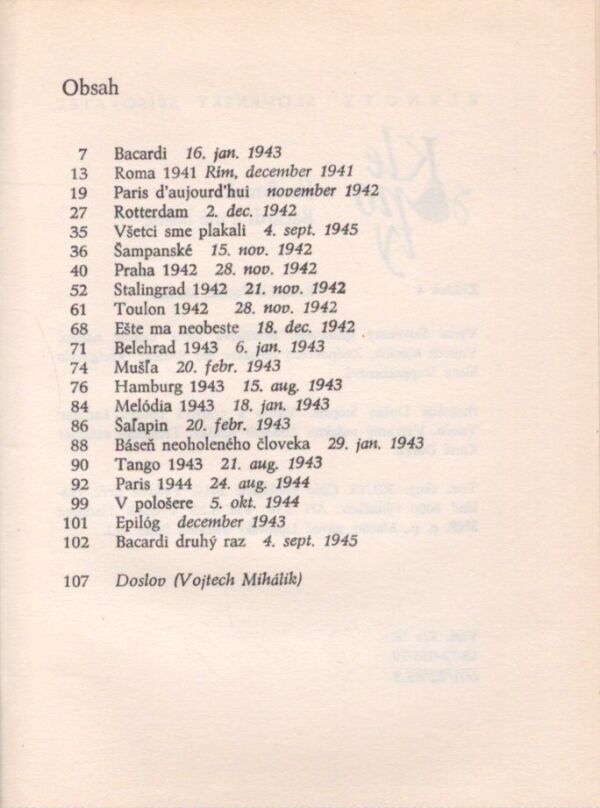 Obsah
7 Bacardi 16. jan. 1943
13 Roma 1941 Rím, december 1941
19 Paris d'aujourd'hui november 1942
27 Rotterdam 2. dec. 1942
35 Všetci sme plakali 4. sept. 1945
36 Šampanské 15. nov. 1942
40 Praha 1942 28. nov. 1942
52 Stalingrad 1942 21. nov. 1942
61 Toulon 1942 28. nov. 1942
68 Ešte ma neobeste 18. dec. 1942
71 Belehrad 1943 6. jan. 1943
74 Mušľa 20. febr. 1943
76 Hamburg 1943 15. aug. 1943
84 Melódia 1943 18. jan. 1943
86 Šaľapin 20. febr. 1943
88 Báseň neoholeného človeka 29. jan. 1943
90 Tango 1943 21. aug. 1943
92 Paris 1944 24. aug. 1944
99 V pološere 5. okt. 1944
101 Epilóg december 1943
102 Bacardi druhý raz 4. sept. 1945
107 Doslov (Vojtech Mihálik)